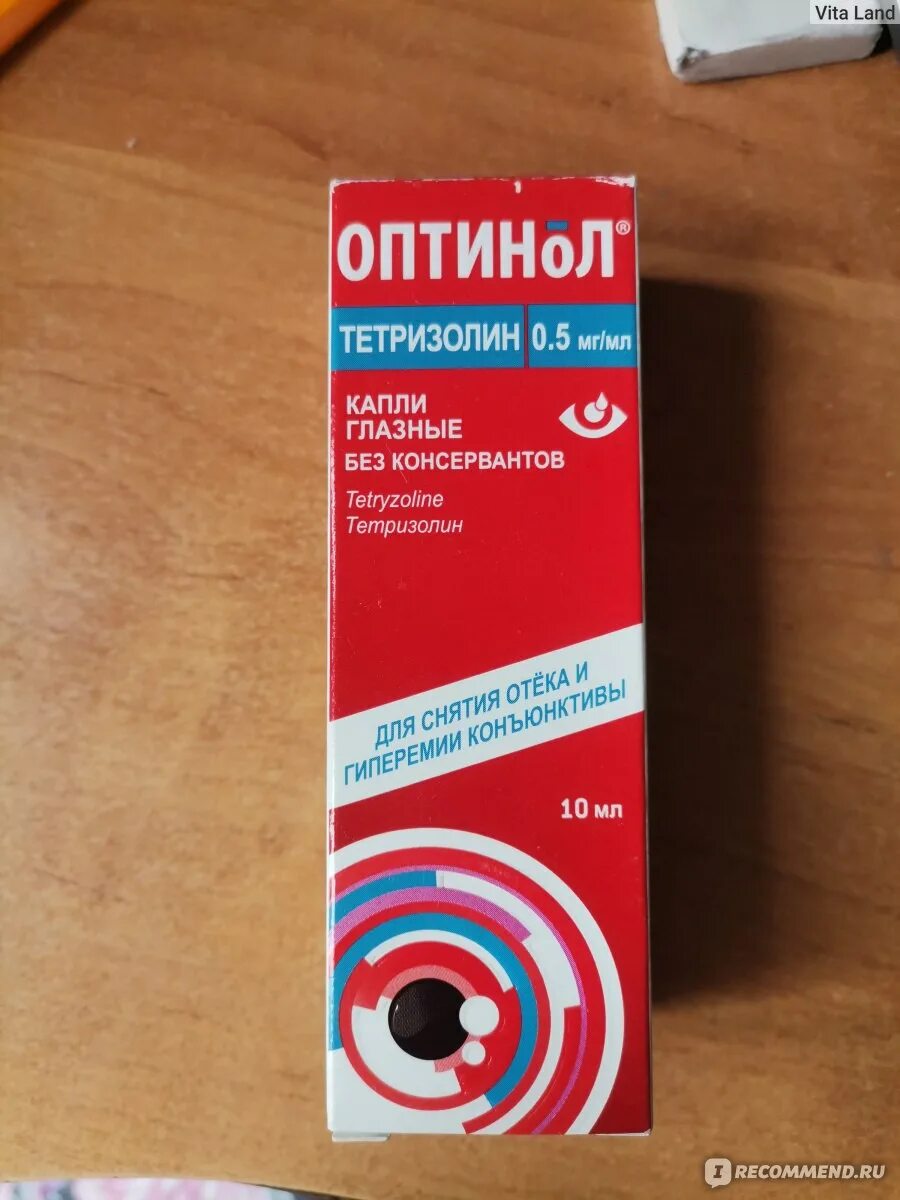 Vita Land
ОПТИНОЛ®
ТЕТРИЗОЛИН 0.5 мг/мл
КАПЛИ
ГЛАЗНЫЕ
БЕЗ КОНСЕРВАНТОВ
Tetryzoline
Тетризолин
ДЛЯ СНЯТИЯ ОТЁКА И
ГИПЕРЕМИИ КОНЪЮНКТИВЫ
10 мл
IRECOMMEND.RU